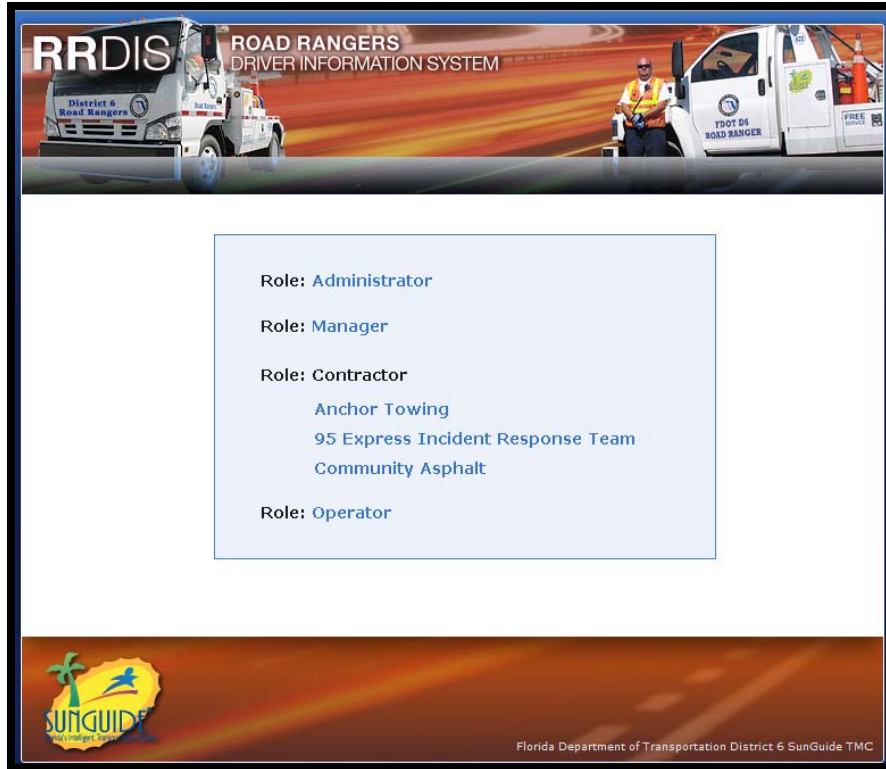 RRDIS
ROAD RANGERS
DRIVER INFORMATION SYSTEM
District 6
Road Rangers
FDOT D6
ROAD RANGER
FREE
SERVICE
Role: Administrator
Role: Manager
Role: Contractor
Anchor Towing
95 Express Incident Response Team
Community Asphalt
Role: Operator
SUNGUIDE
Florida Department of Transportation District 6 SunGuide TMC